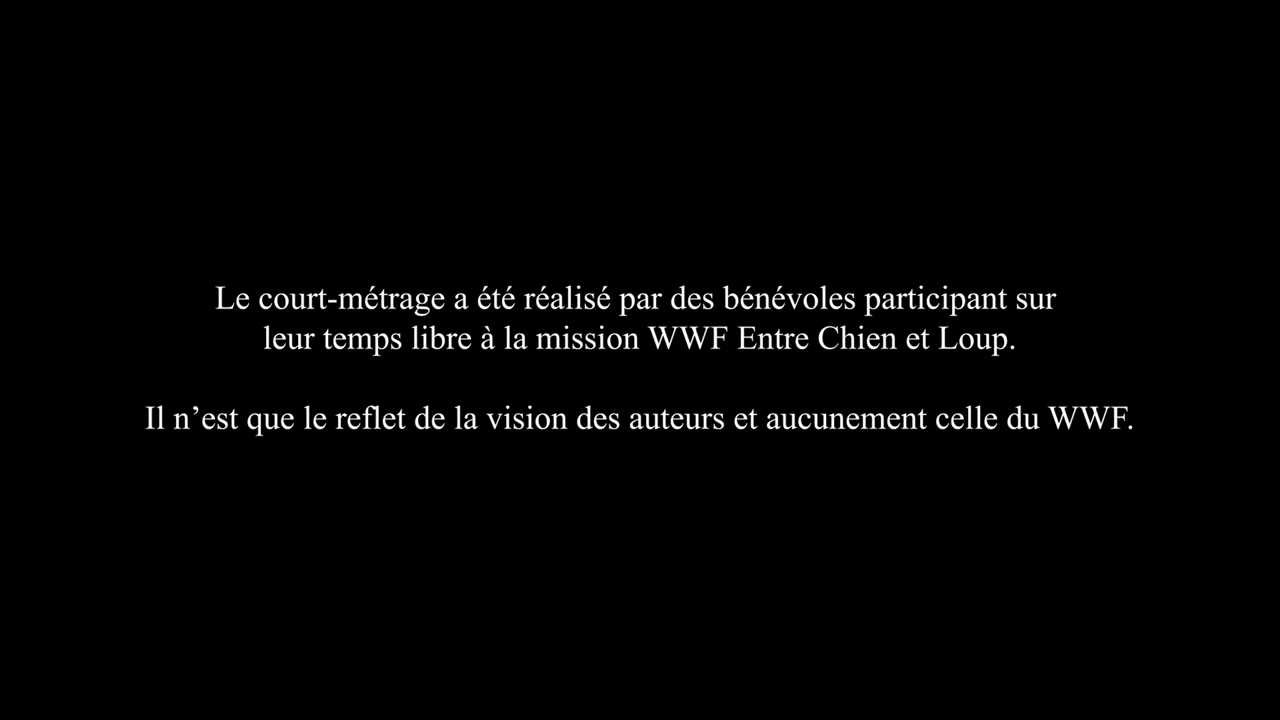 Le court-métrage a été réalisé par des bénévoles participant sur
leur temps libre à la mission WWF Entre Chien et Loup.
Il n’est que le reflet de la vision des auteurs et aucunement celle du WWF.